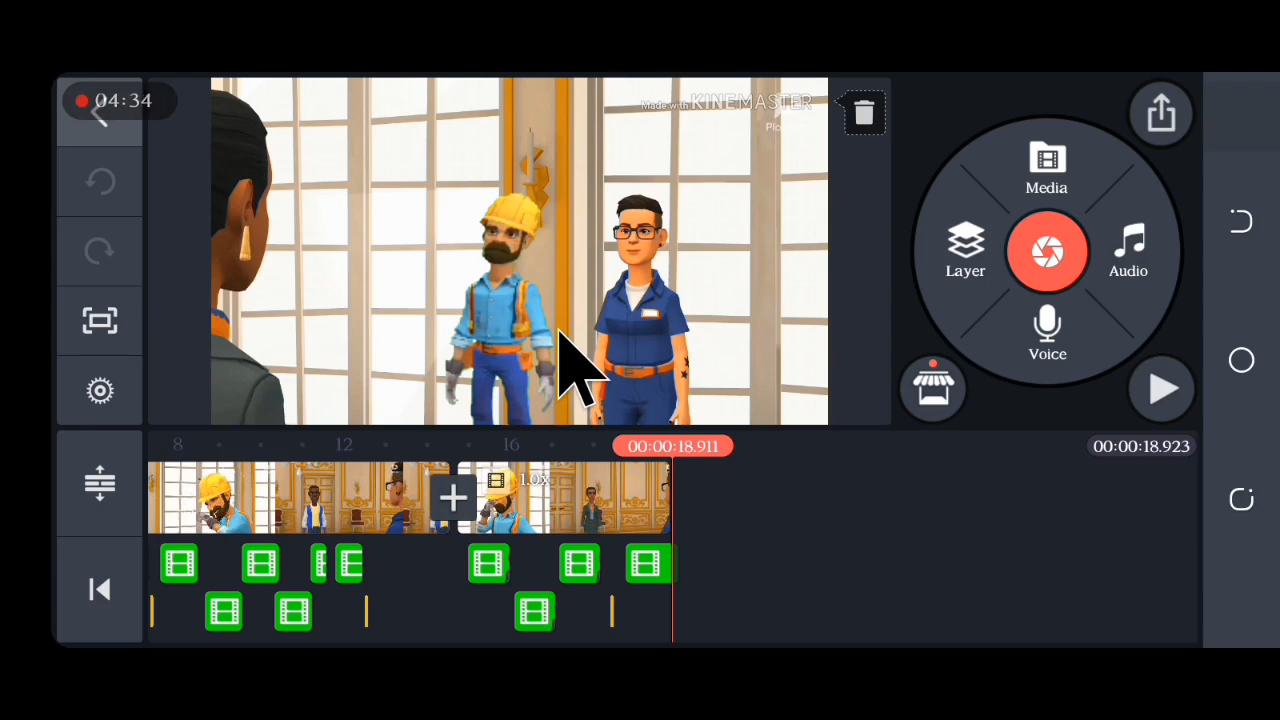 04:34
Made with KINEMASTER
Media
Layer
Audio
Voice
8
12
16
00:00:18.911
00:00:18.923
1.0x